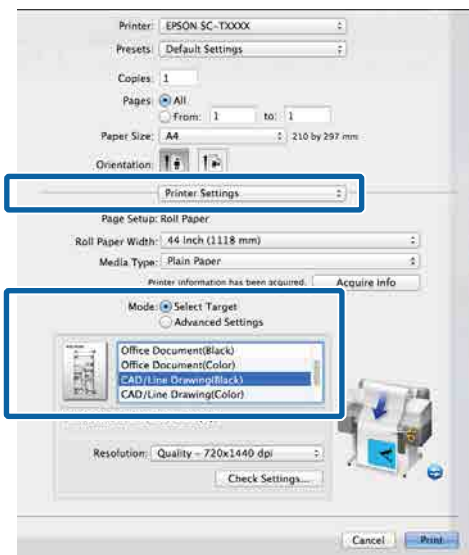 Printer: EPSON SC-TXXXX
Presets: Default Settings
Copies: 1
Pages: All
From: 1 to: 1
Paper Size: A4 210 by 297 mm
Orientation:
Printer Settings
Page Setup: Roll Paper
Roll Paper Width: 44 Inch (1118 mm)
Media Type: Plain Paper
Printer information has been acquired. Acquire Info
Mode: Select Target
Advanced Settings
Office Document(Black)
Office Document(Color)
CAD/Line Drawing(Black)
CAD/Line Drawing(Color)
Resolution: Quality - 720x1440 dpi
Check Settings...
Cancel Print